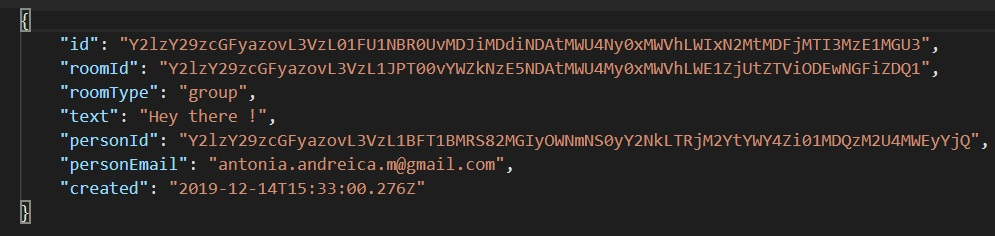 {
"id": "Y2lzY29zcGFyazovL3VzL01FU1NBR0UvMDJiMDdiNDAtMWU4Ny0xMWVhLWIxN2MtMDFjMTI3MzE1MGU3",
"roomId": "Y2lzY29zcGFyazovL3VzL1JPT00vYWZkNzE5NDAtMWU4My0xMWVhLWE1ZjUtZTViODEwNGFiZDQ1",
"roomType": "group",
"text": "Hey there !",
"personId": "Y2lzY29zcGFyazovL3VzL1BFT1BMRS82MGIyOWNmNS0yY2NkLTRjM2YtYWY4Zi01MDQzM2U4MWEyYjQ",
"personEmail": "antonia.andreica.m@gmail.com",
"created": "2019-12-14T15:33:00.276Z"
}